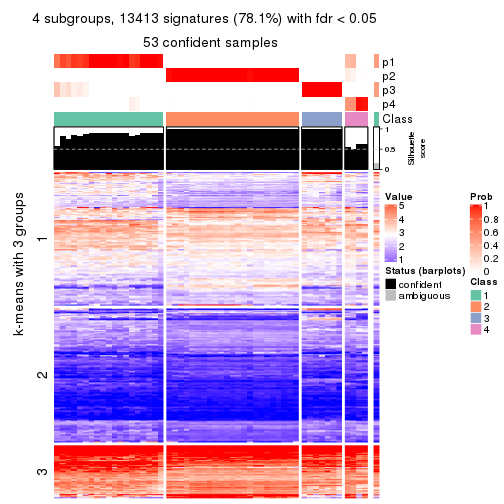 4 subgroups, 13413 signatures (78.1%) with fdr < 0.05
53 confident samples
p1
p2
p3
p4
Class
1
0.5
0
Silhouette
score
k-means with 3 groups
1
2
3
Value
5
4
3
2
1
Status (barplots)
confident
ambiguous
Prob
1
0.8
0.6
0.4
0.2
0
Class
1
2
3
4